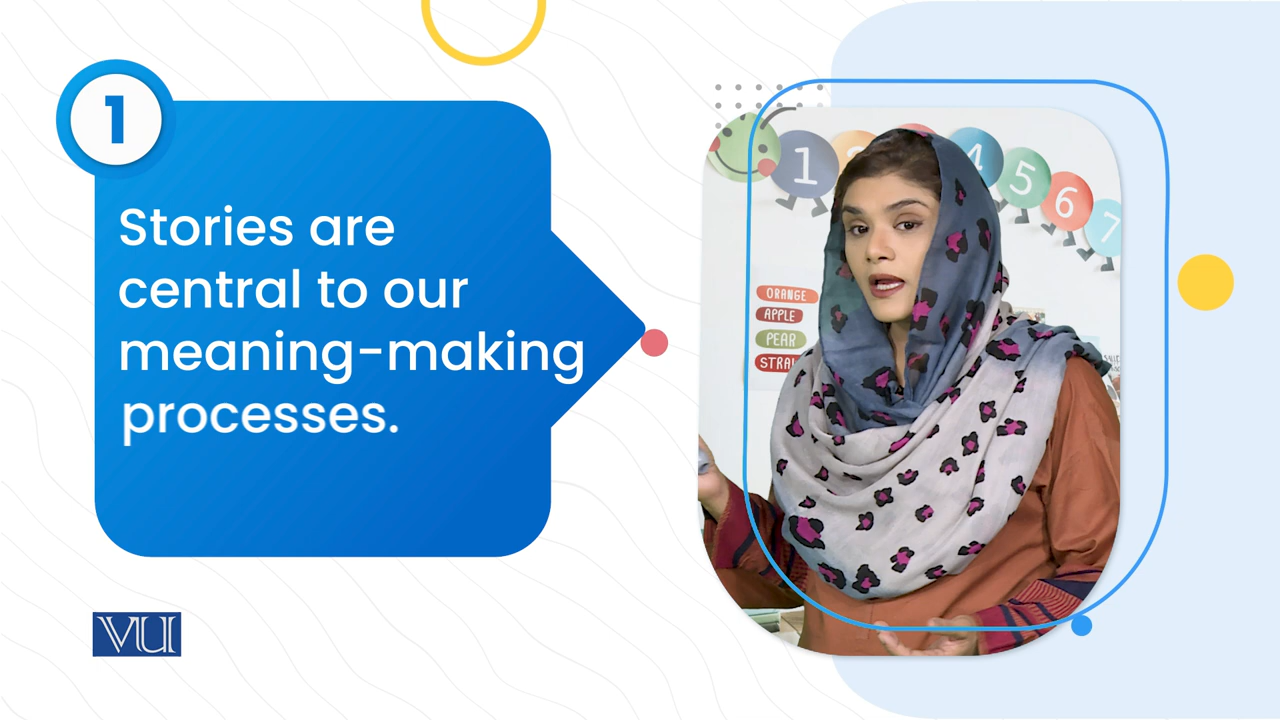 1
Stories are
central to our
meaning-making
processes.
VU
1
4
5
6
7
ORANGE
APPLE
PEAR